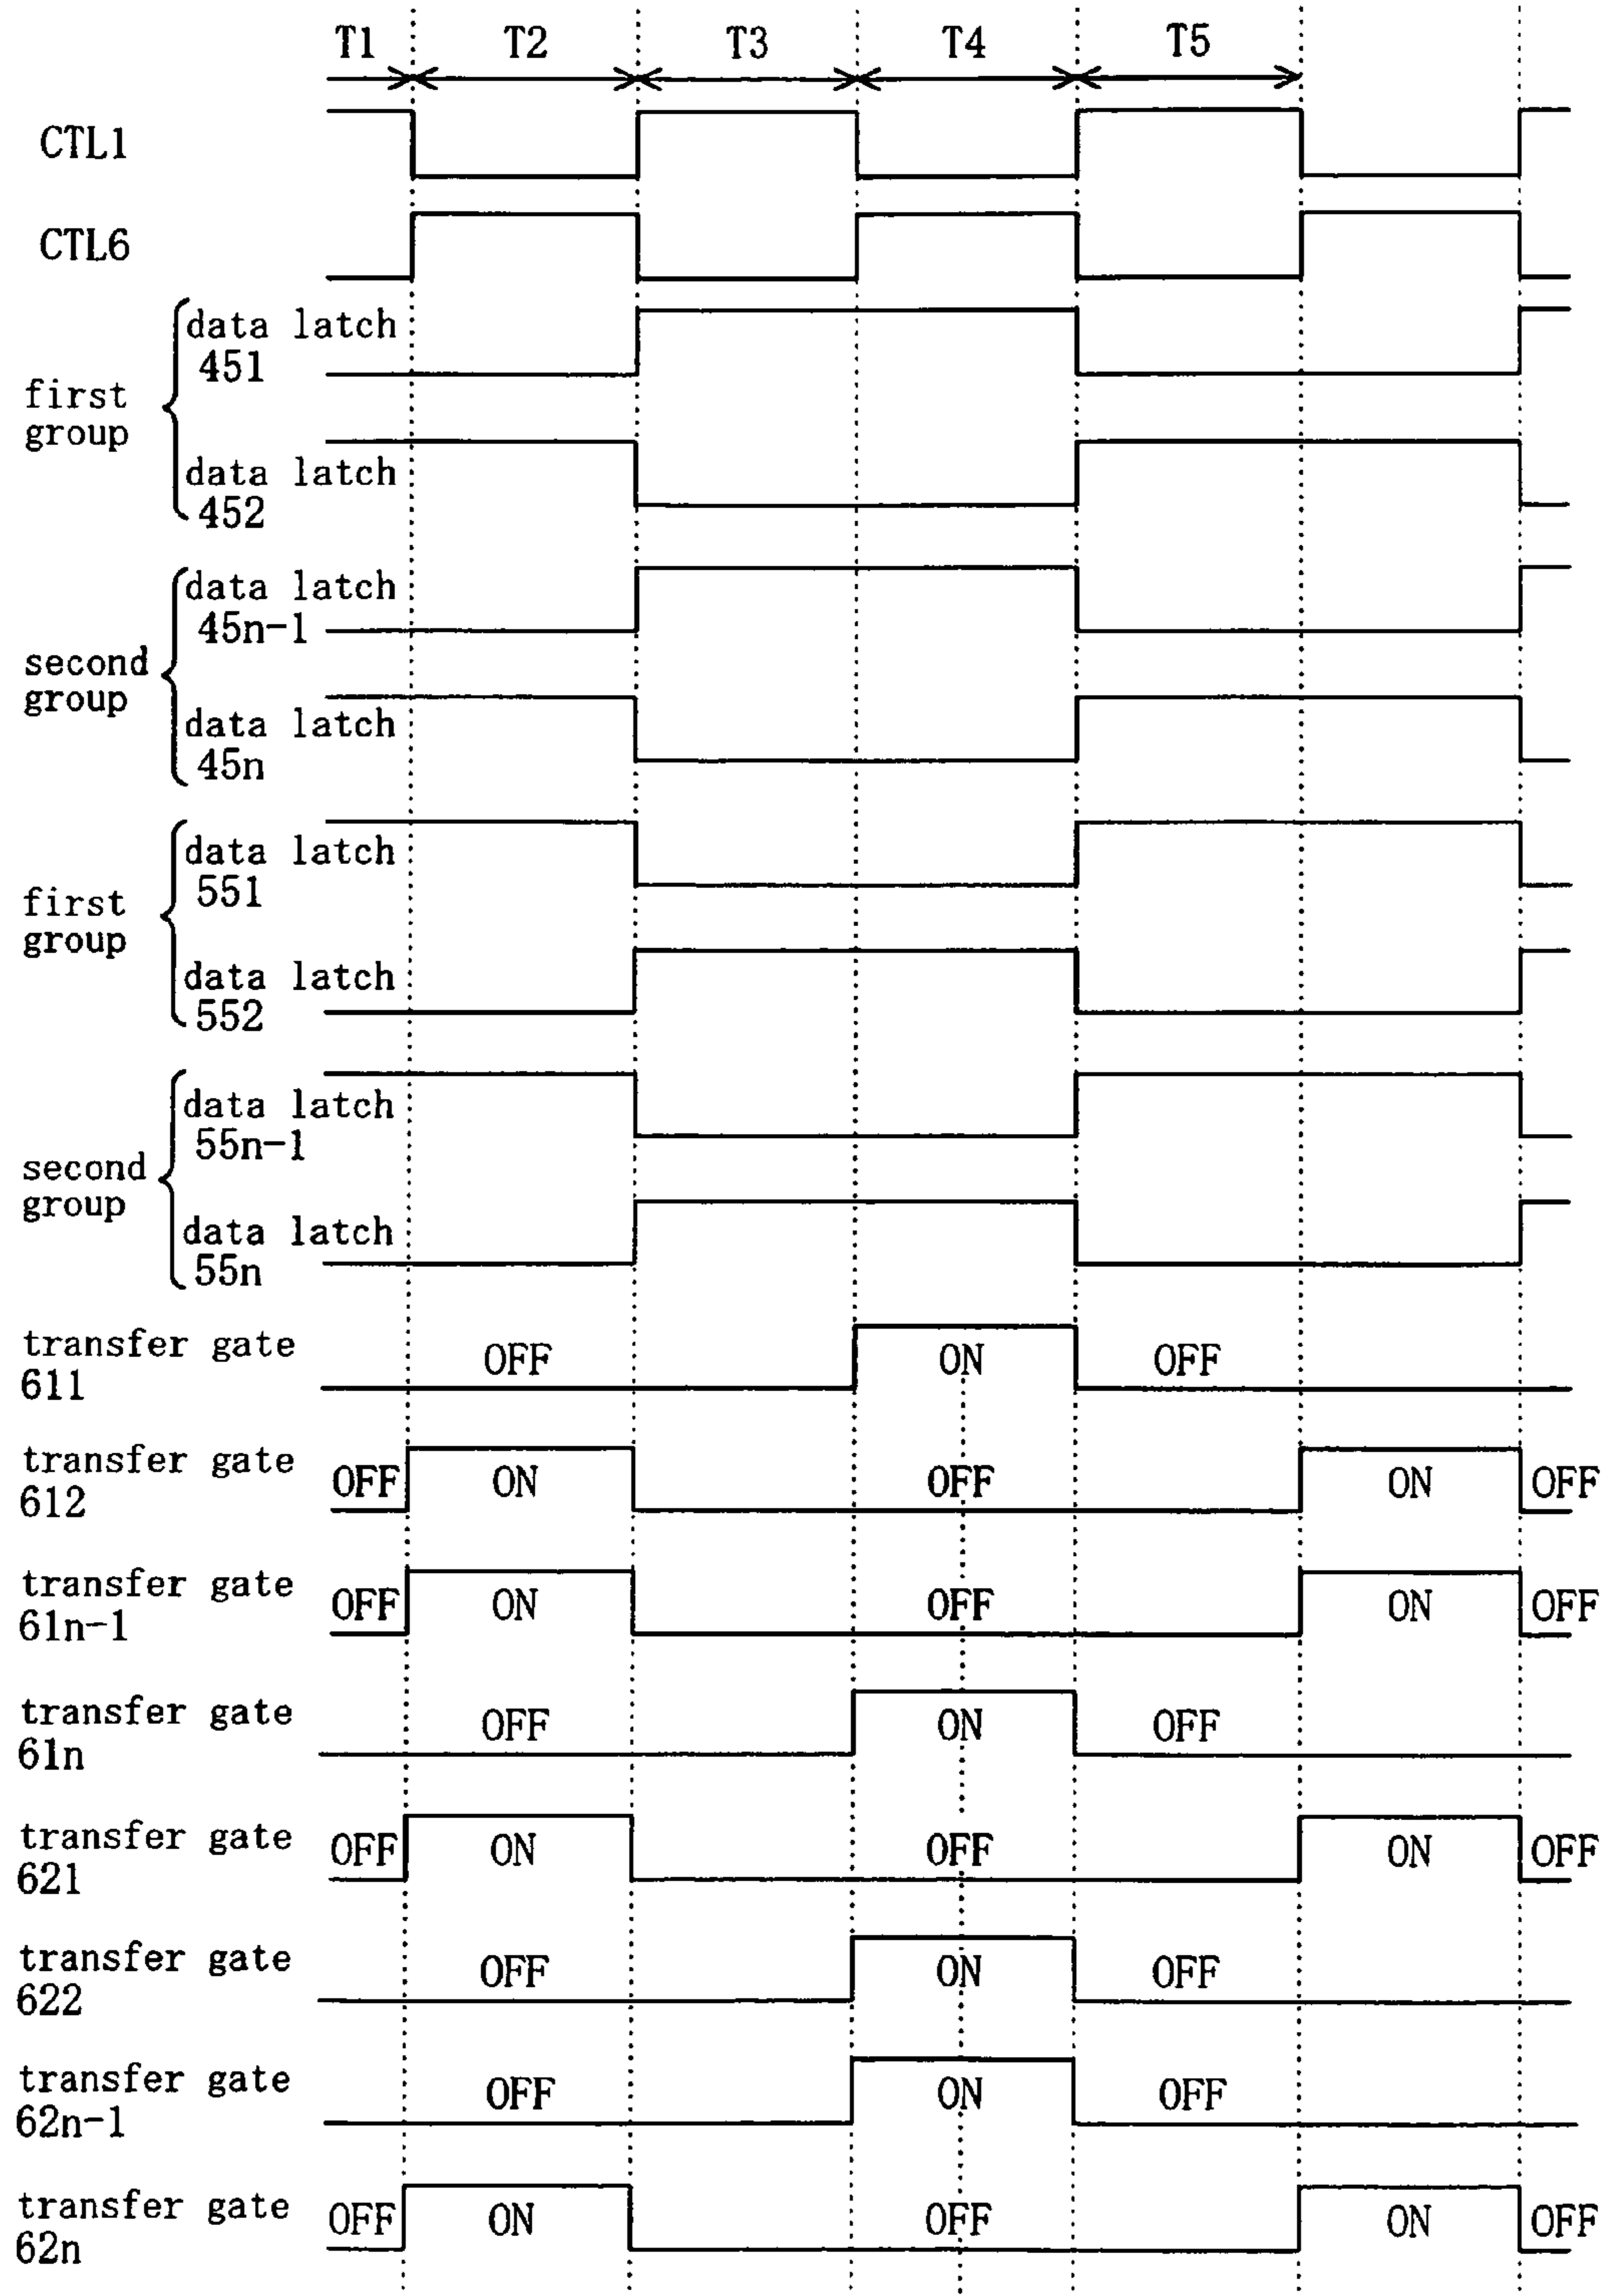 T1 T2 T3 T4 T5
CTL1
CTL6
first
group
data latch
451
data latch
452
second
group
data latch
45n-1
data latch
45n
first
group
data latch
551
data latch
552
second
group
data latch
55n-1
data latch
55n
transfer gate
611
OFF ON OFF
transfer gate
612
OFF ON OFF ON OFF
transfer gate
61n-1
OFF ON OFF ON OFF
transfer gate
61n
OFF ON OFF
transfer gate
621
OFF ON OFF ON OFF
transfer gate
622
OFF ON OFF
transfer gate
62n-1
OFF ON OFF
transfer gate
62n
OFF ON OFF ON OFF